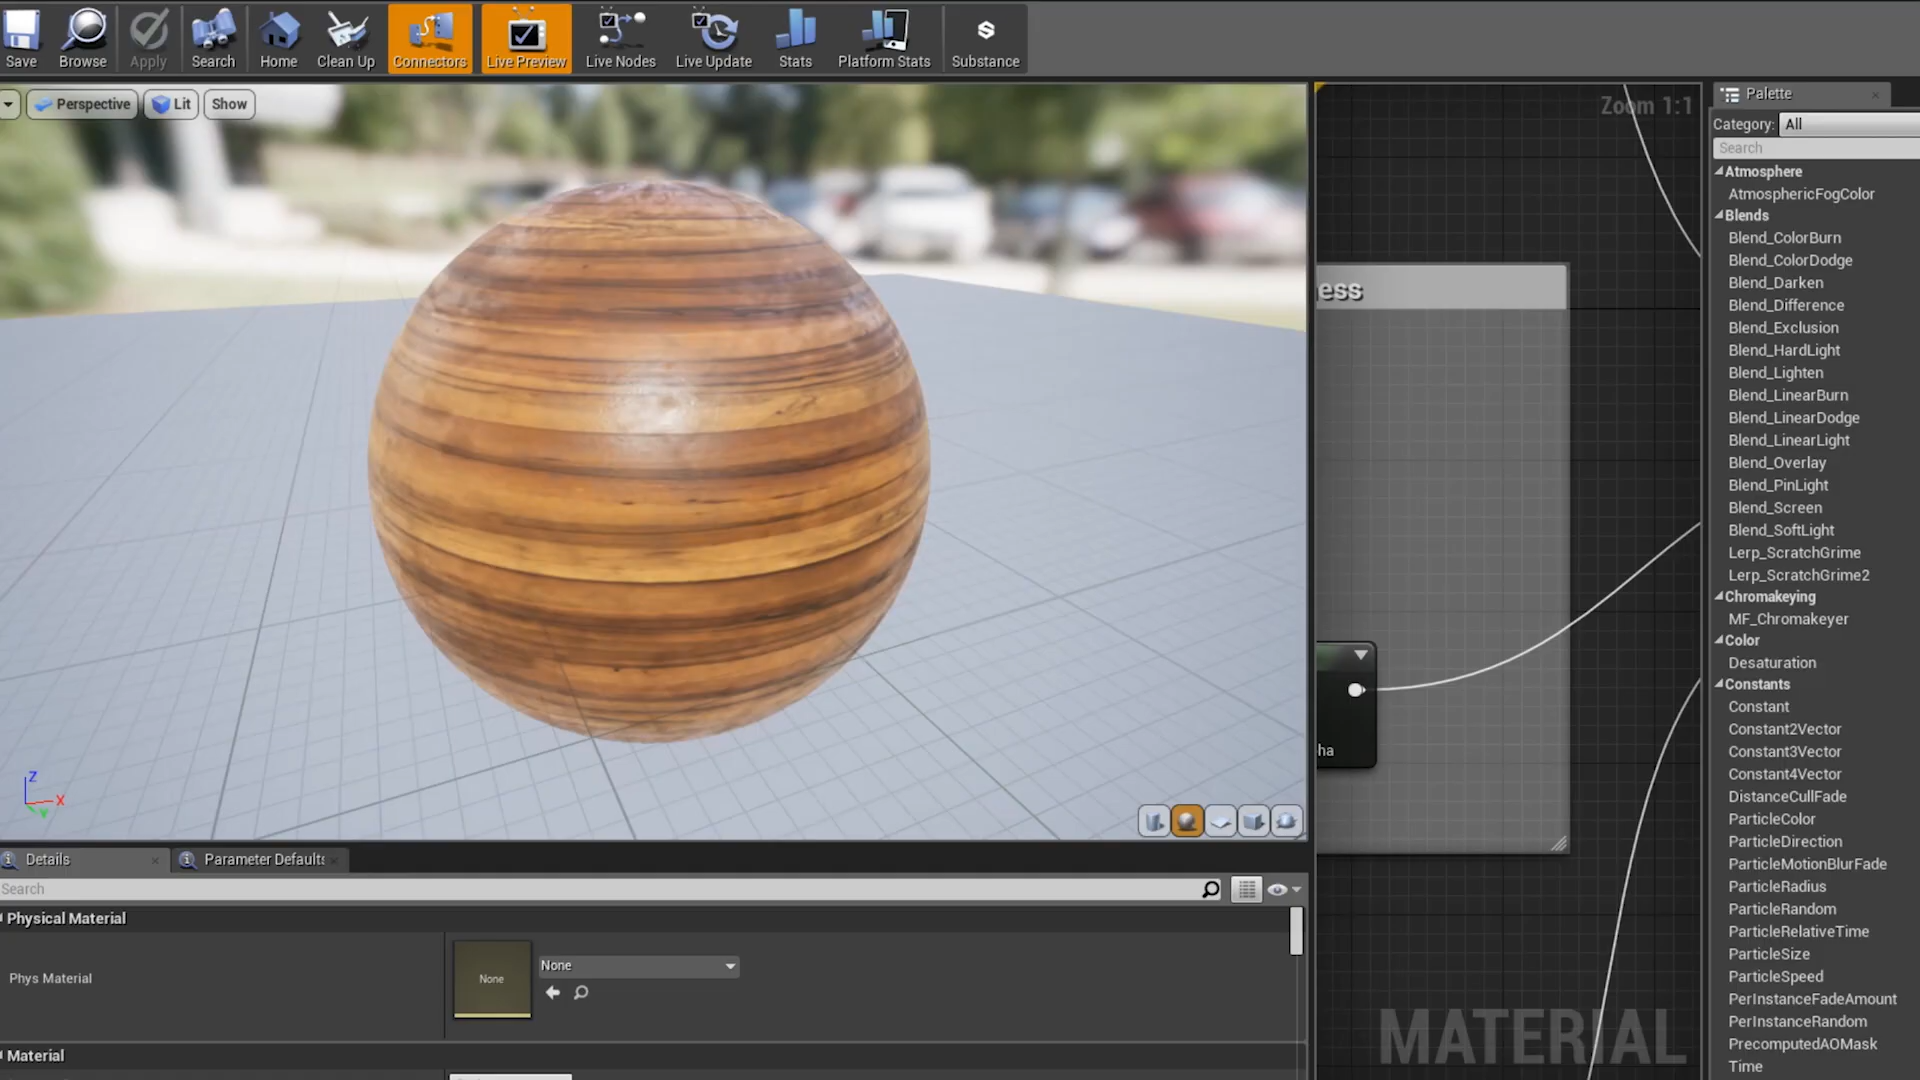 Save
Browse
Apply
Search
Home
Clean Up
Connectors
Live Preview
Live Nodes
Live Update
Stats
Platform Stats
Substance
Perspective
Lit
Show
Zoom 1:1
ess
ha
MATERIAL
Z
X
Y
Palette
Category: All
Search
Atmosphere
AtmosphericFogColor
Blends
Blend_ColorBurn
Blend_ColorDodge
Blend_Darken
Blend_Difference
Blend_Exclusion
Blend_HardLight
Blend_Lighten
Blend_LinearBurn
Blend_LinearDodge
Blend_LinearLight
Blend_Overlay
Blend_PinLight
Blend_Screen
Blend_SoftLight
Lerp_ScratchGrime
Lerp_ScratchGrime2
Chromakeying
MF_Chromakeyer
Color
Desaturation
Constants
Constant
Constant2Vector
Constant3Vector
Constant4Vector
DistanceCullFade
ParticleColor
ParticleDirection
ParticleMotionBlurFade
ParticleRadius
ParticleRandom
ParticleRelativeTime
ParticleSize
ParticleSpeed
PerInstanceFadeAmount
PerInstanceRandom
PrecomputedAOMask
Time
Details
Parameter Defaults
Search
Physical Material
Phys Material
None
None
Material